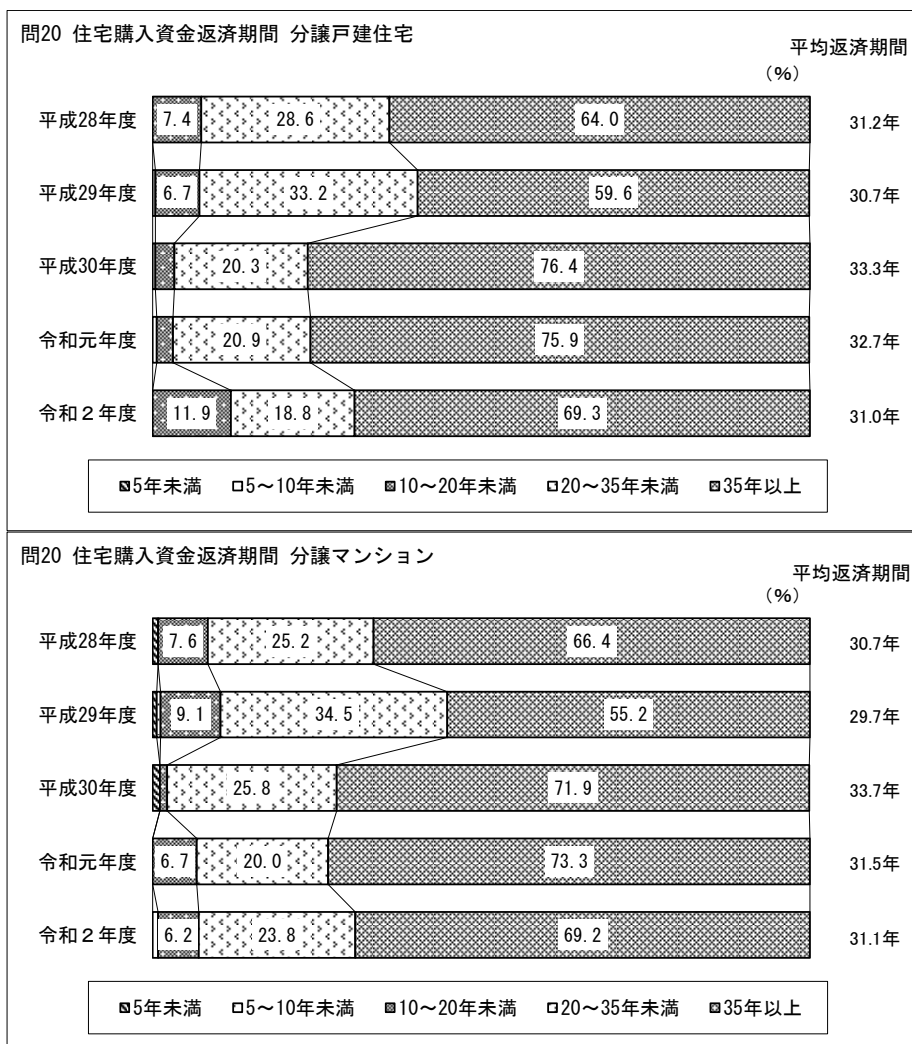 問20 住宅購入資金返済期間 分譲戸建住宅
平均返済期間
(%)
平成28年度 7.4 28.6 64.0 31.2年
平成29年度 6.7 33.2 59.6 30.7年
平成30年度 20.3 76.4 33.3年
令和元年度 20.9 75.9 32.7年
令和2年度 11.9 18.8 69.3 31.0年
5年未満 5～10年未満 10～20年未満 20～35年未満 35年以上
問20 住宅購入資金返済期間 分譲マンション
平均返済期間
(%)
平成28年度 7.6 25.2 66.4 30.7年
平成29年度 9.1 34.5 55.2 29.7年
平成30年度 25.8 71.9 33.7年
令和元年度 6.7 20.0 73.3 31.5年
令和2年度 6.2 23.8 69.2 31.1年
5年未満 5～10年未満 10～20年未満 20～35年未満 35年以上